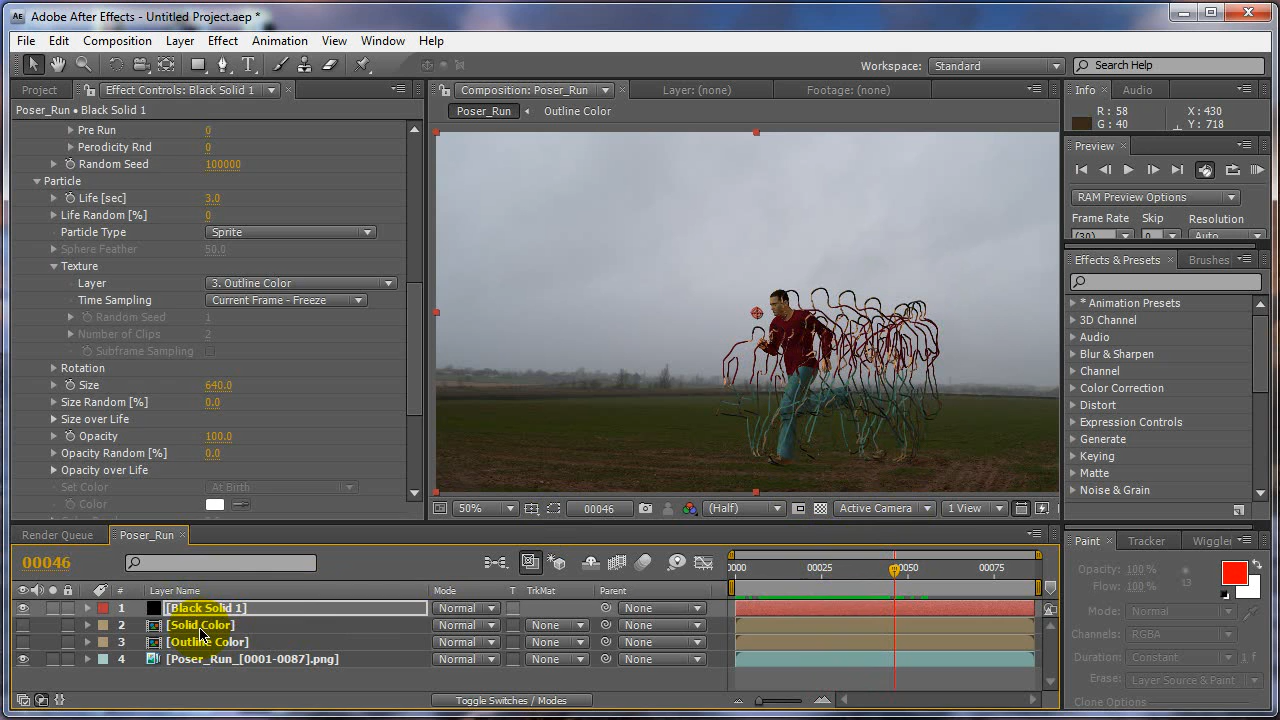 Adobe After Effects - Untitled Project.aep *
File Edit Composition Layer Effect Animation View Window Help
Workspace: Standard Search Help
Project Effect Controls: Black Solid 1
Poser_Run • Black Solid 1
Pre Run 0
Perodicity Rnd 0
Random Seed 100000
Particle
Life [sec] 3.0
Life Random [%] 0
Particle Type Sprite
Sphere Feather 50.0
Texture
Layer 3. Outline Color
Time Sampling Current Frame - Freeze
Random Seed 1
Number of Clips 2
Subframe Sampling
Rotation
Size 640.0
Size Random [%] 0.0
Size over Life
Opacity 100.0
Opacity Random [%] 0.0
Opacity over Life
Set Color At Birth
Color
Composition: Poser_Run Layer: (none) Footage: (none)
Poser_Run Outline Color
50% 00046 (Half) Active Camera 1 View
Info Audio
R: 58 X: 430
G: 40 Y: 718
Preview
RAM Preview Options
Frame Rate Skip Resolution
(30) 0 Auto
Effects & Presets Brushes
* Animation Presets
3D Channel
Audio
Blur & Sharpen
Channel
Color Correction
Distort
Expression Controls
Generate
Keying
Matte
Noise & Grain
Render Queue Poser_Run
00046
0000 00025 00050 00075
# Layer Name Mode T TrkMat Parent
1 [Black Solid 1] Normal None
2 [Solid Color] Normal None None
3 [Outline Color] Normal None None
4 [Poser_Run_[0001-0087].png] Normal None None
Toggle Switches / Modes
Paint Tracker Wiggler
Opacity: 100 %
Flow: 100 %
13
Mode: Normal
Channels: RGBA
Duration: Constant 1 f
Erase: Layer Source & Paint
Clone Options